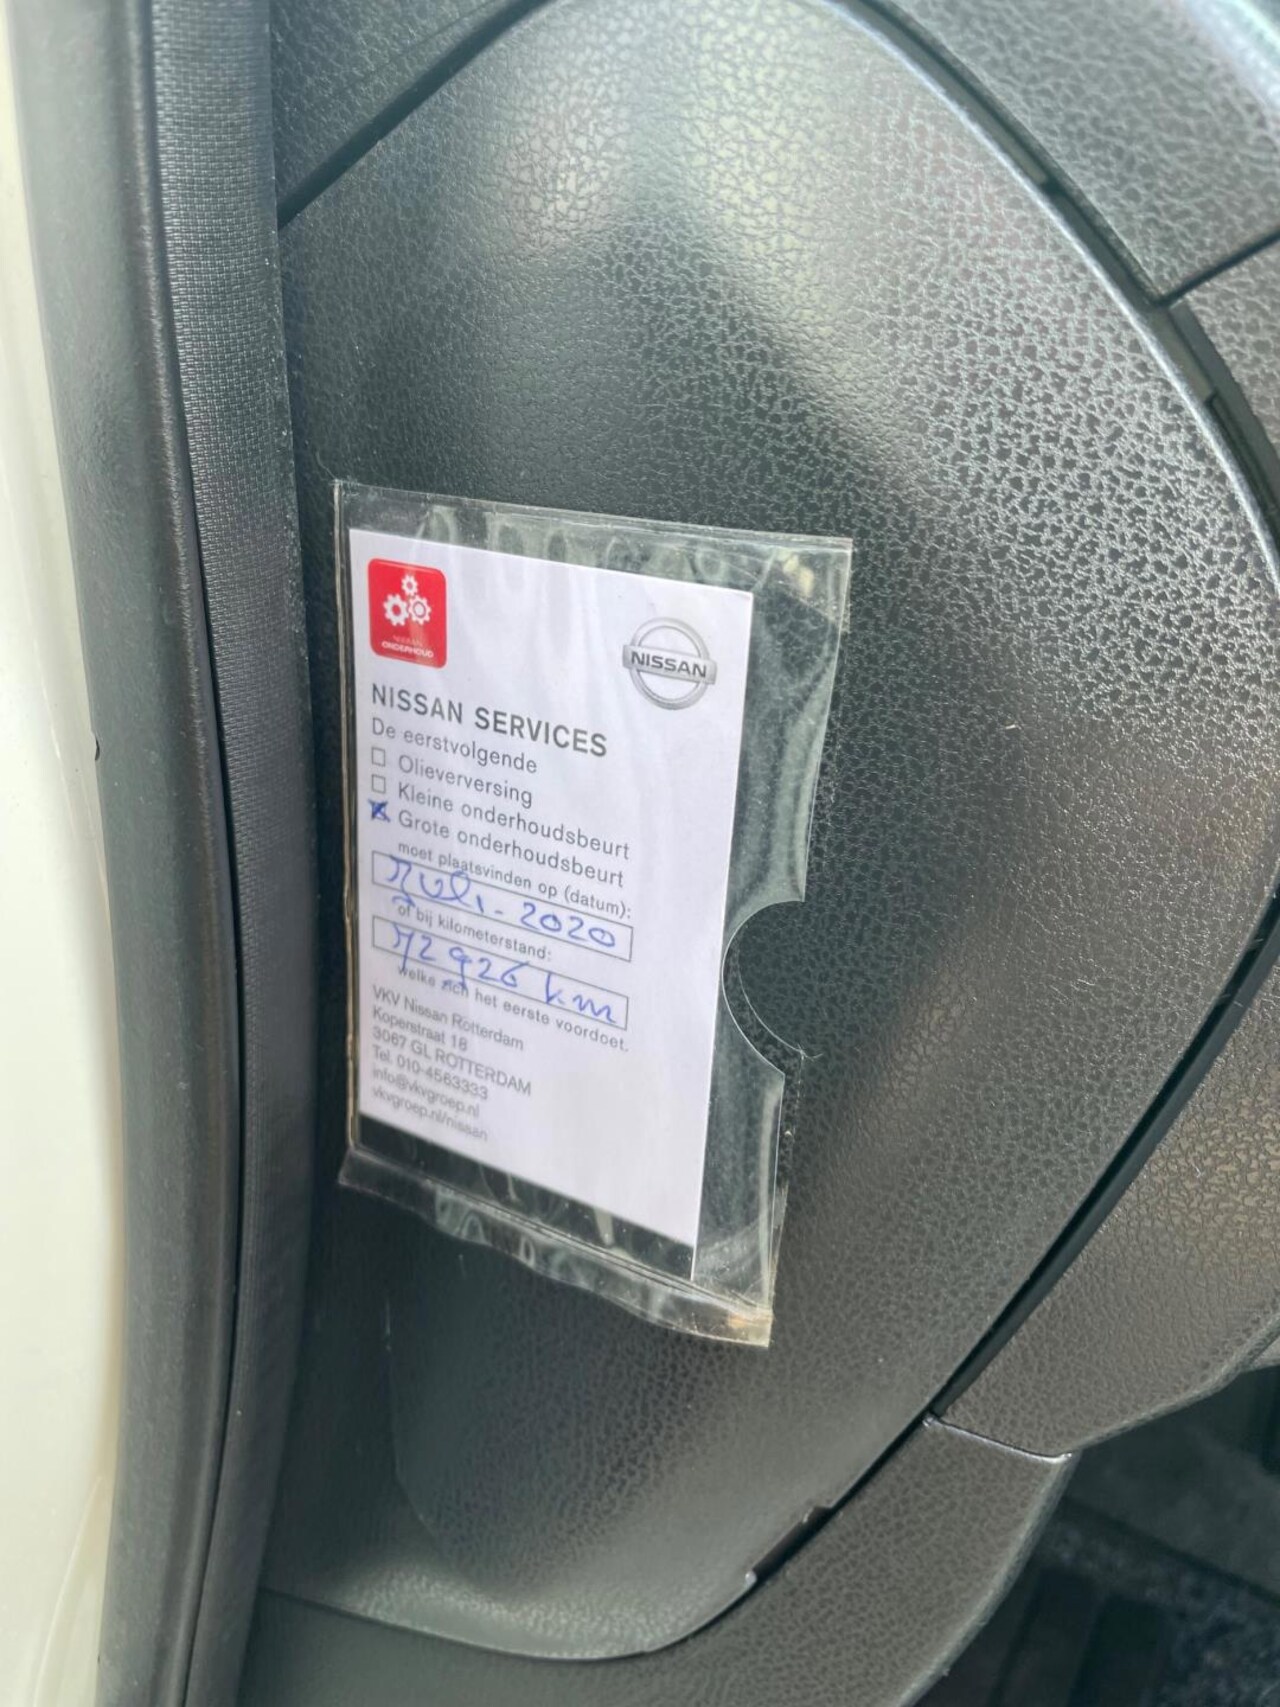 NISSAN
ONDERHOUD
NISSAN
NISSAN SERVICES
De eerstvolgende
Olieverversing
Kleine onderhoudsbeurt
Grote onderhoudsbeurt
moet plaatsvinden op (datum):
Juli - 2020
of bij kilometerstand:
72926 km
welke zich het eerste voordoet.
VKV Nissan Rotterdam
Koperstraat 18
3067 GL ROTTERDAM
Tel. 010-4563333
info@vkvgroep.nl
vkvgroep.nl/nissan